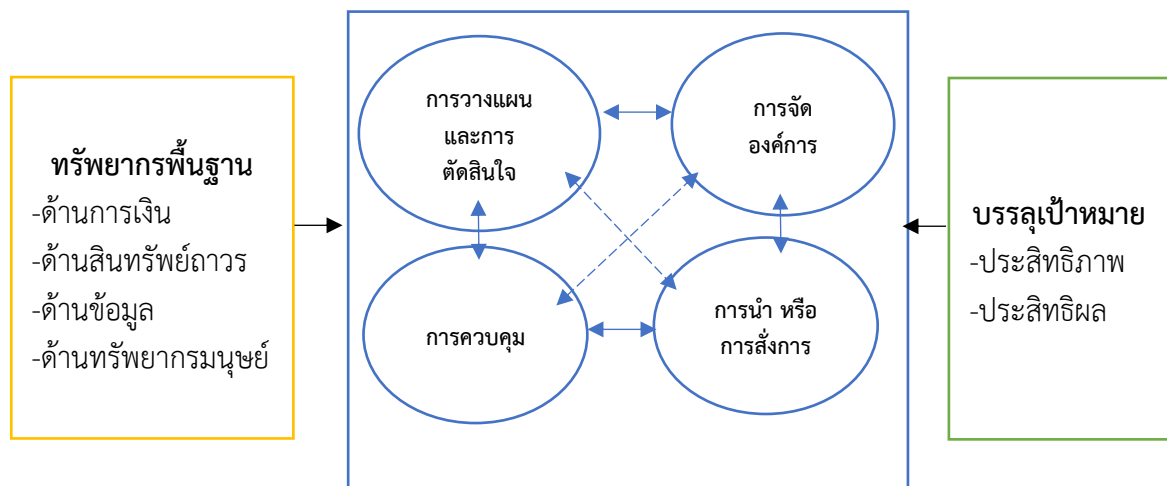 ทรัพยากรพื้นฐาน
-ด้านการเงิน
-ด้านสินทรัพย์ถาวร
-ด้านข้อมูล
-ด้านทรัพยากรมนุษย์
การวางแผน
และการ
ตัดสินใจ
การจัด
องค์การ
การควบคุม
การนำ หรือ
การสั่งการ
บรรลุเป้าหมาย
-ประสิทธิภาพ
-ประสิทธิผล